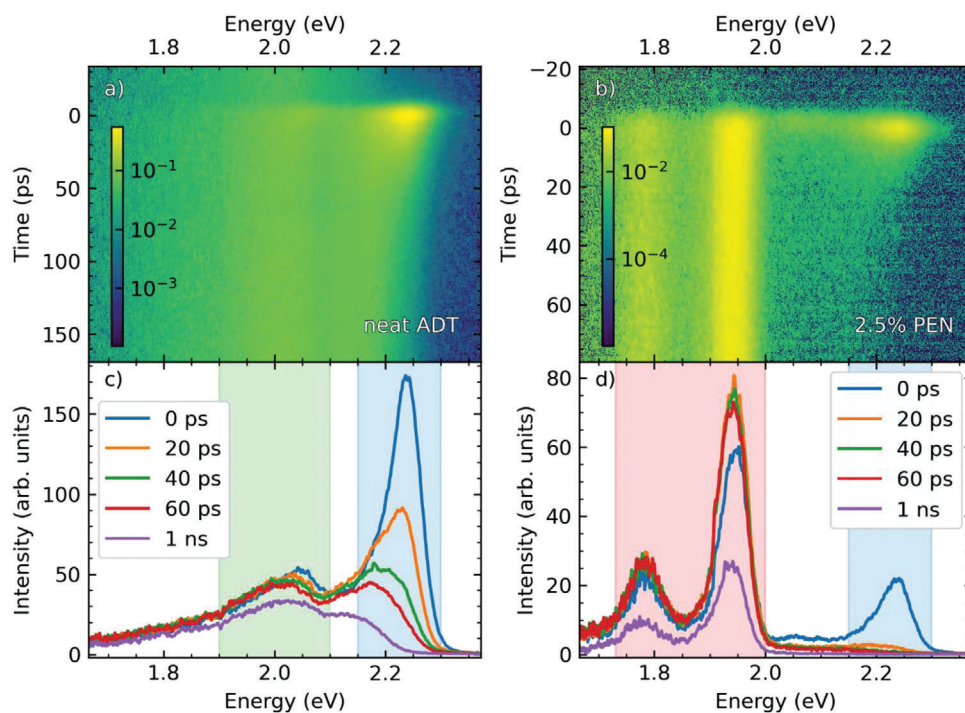 Energy (eV)
1.8 2.0 2.2
Energy (eV)
1.8 2.0 2.2
a)
Time (ps)
0
50
100
150
10⁻¹
10⁻²
10⁻³
neat ADT
b)
Time (ps)
−20
0
20
40
60
10⁻²
10⁻⁴
2.5% PEN
c)
Intensity (arb. units)
150
100
50
0
0 ps
20 ps
40 ps
60 ps
1 ns
1.8 2.0 2.2
Energy (eV)
d)
Intensity (arb. units)
80
60
40
20
0
0 ps
20 ps
40 ps
60 ps
1 ns
1.8 2.0 2.2
Energy (eV)